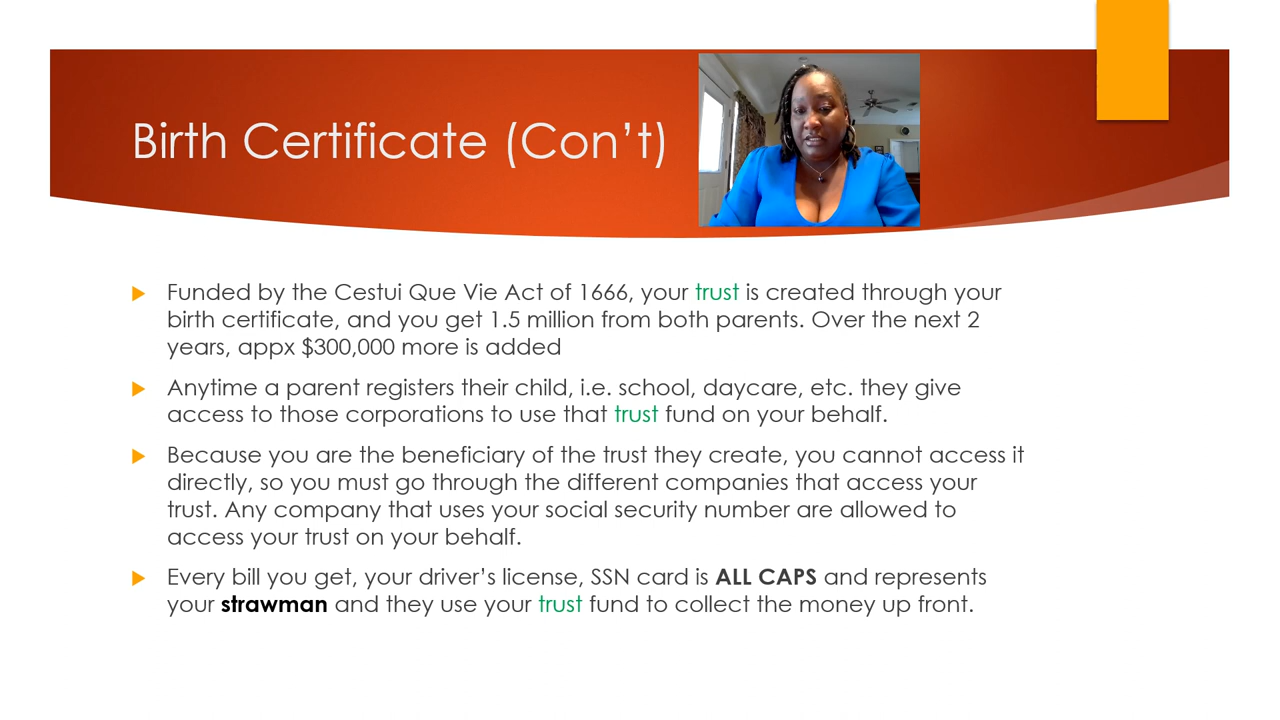 Birth Certificate (Con’t)
Funded by the Cestui Que Vie Act of 1666, your trust is created through your
birth certificate, and you get 1.5 million from both parents. Over the next 2
years, appx $300,000 more is added
Anytime a parent registers their child, i.e. school, daycare, etc. they give
access to those corporations to use that trust fund on your behalf.
Because you are the beneficiary of the trust they create, you cannot access it
directly, so you must go through the different companies that access your
trust. Any company that uses your social security number are allowed to
access your trust on your behalf.
Every bill you get, your driver’s license, SSN card is ALL CAPS and represents
your strawman and they use your trust fund to collect the money up front.